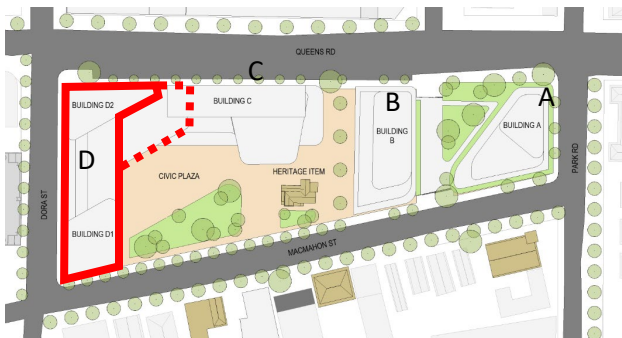 QUEENS RD
C
BUILDING D2
BUILDING C
B
A
BUILDING A
BUILDING
B
D
CIVIC PLAZA
HERITAGE ITEM
PARK RD
DORA ST
BUILDING D1
MACMAHON ST